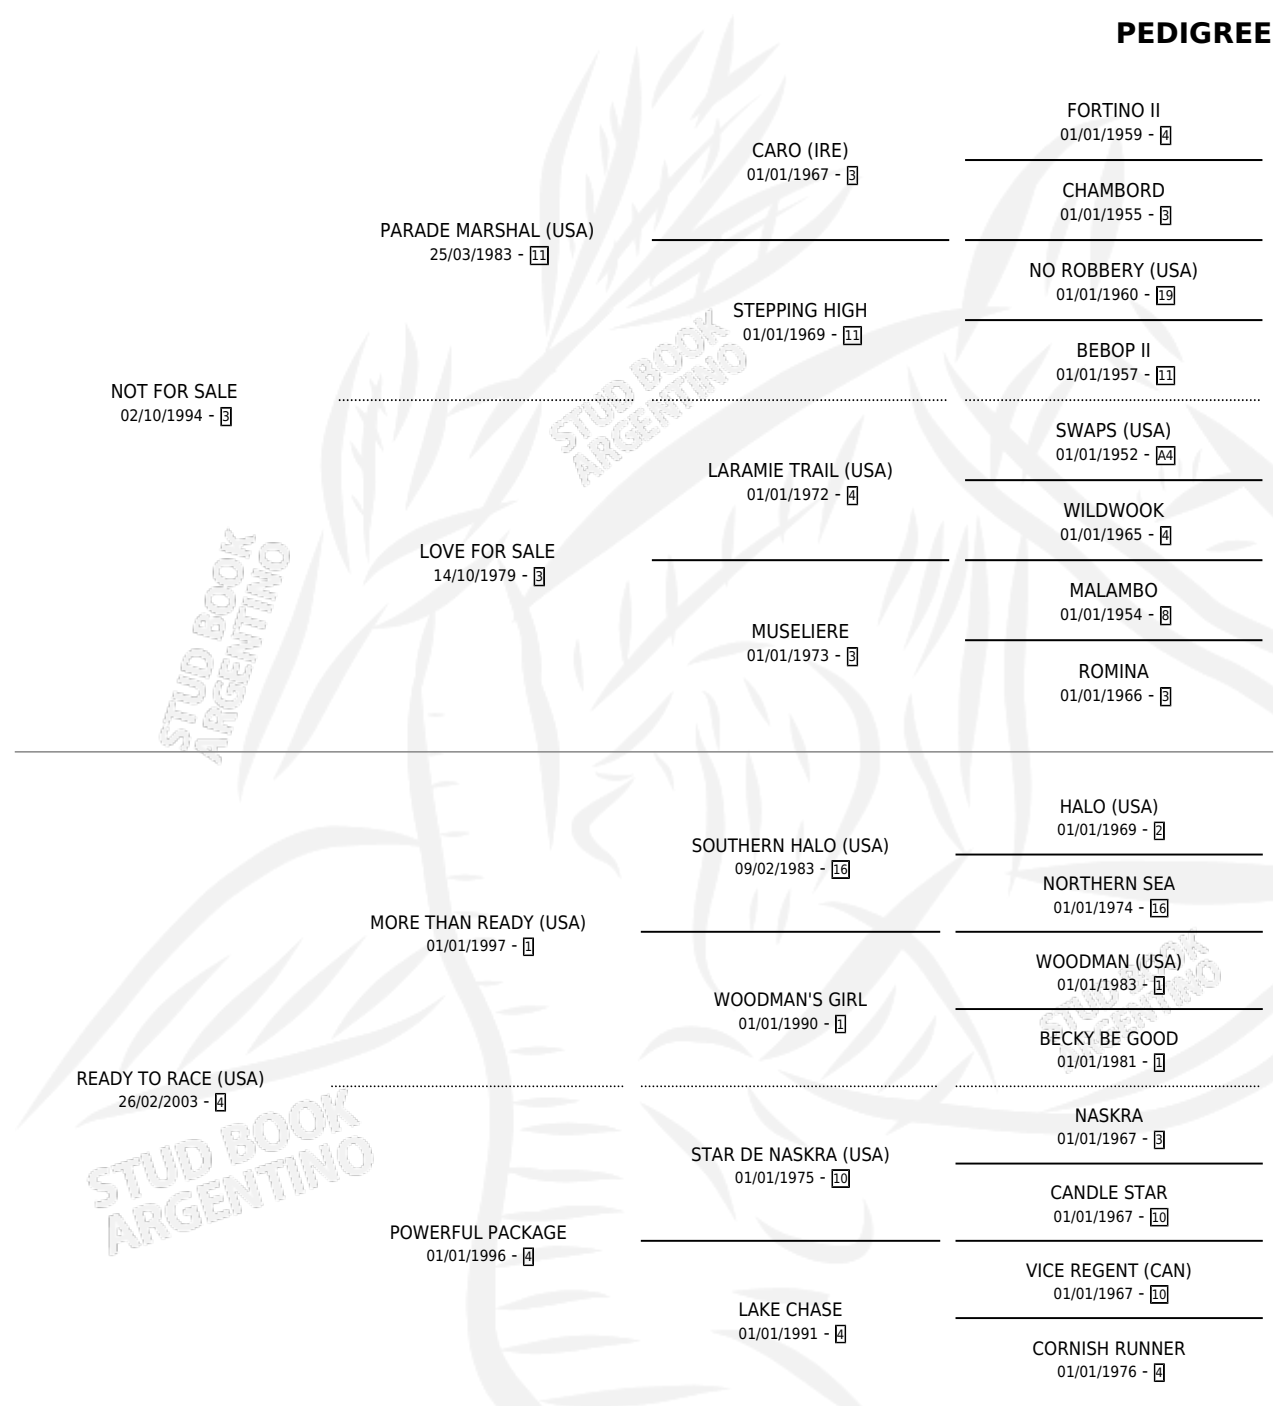 PEDIGREE
FORTINO II
01/01/1959 - 4
CARO (IRE)
01/01/1967 - 3
CHAMBORD
01/01/1955 - 3
PARADE MARSHAL (USA)
25/03/1983 - 11
NO ROBBERY (USA)
01/01/1960 - 19
STEPPING HIGH
01/01/1969 - 11
BEBOP II
01/01/1957 - 11
NOT FOR SALE
02/10/1994 - 3
SWAPS (USA)
01/01/1952 - A4
LARAMIE TRAIL (USA)
01/01/1972 - 4
WILDWOOK
01/01/1965 - 4
LOVE FOR SALE
14/10/1979 - 3
MALAMBO
01/01/1954 - 8
MUSELIERE
01/01/1973 - 3
ROMINA
01/01/1966 - 3
HALO (USA)
01/01/1969 - 2
SOUTHERN HALO (USA)
09/02/1983 - 16
NORTHERN SEA
01/01/1974 - 16
MORE THAN READY (USA)
01/01/1997 - 1
WOODMAN (USA)
01/01/1983 - 1
WOODMAN'S GIRL
01/01/1990 - 1
BECKY BE GOOD
01/01/1981 - 1
READY TO RACE (USA)
26/02/2003 - 4
NASKRA
01/01/1967 - 3
STAR DE NASKRA (USA)
01/01/1975 - 10
CANDLE STAR
01/01/1967 - 10
POWERFUL PACKAGE
01/01/1996 - 4
VICE REGENT (CAN)
01/01/1967 - 10
LAKE CHASE
01/01/1991 - 4
CORNISH RUNNER
01/01/1976 - 4
STUD BOOK
ARGENTINO
STUD BOOK
ARGENTINO
STUD BOOK
ARGENTINO
STUD BOOK
ARGENTINO